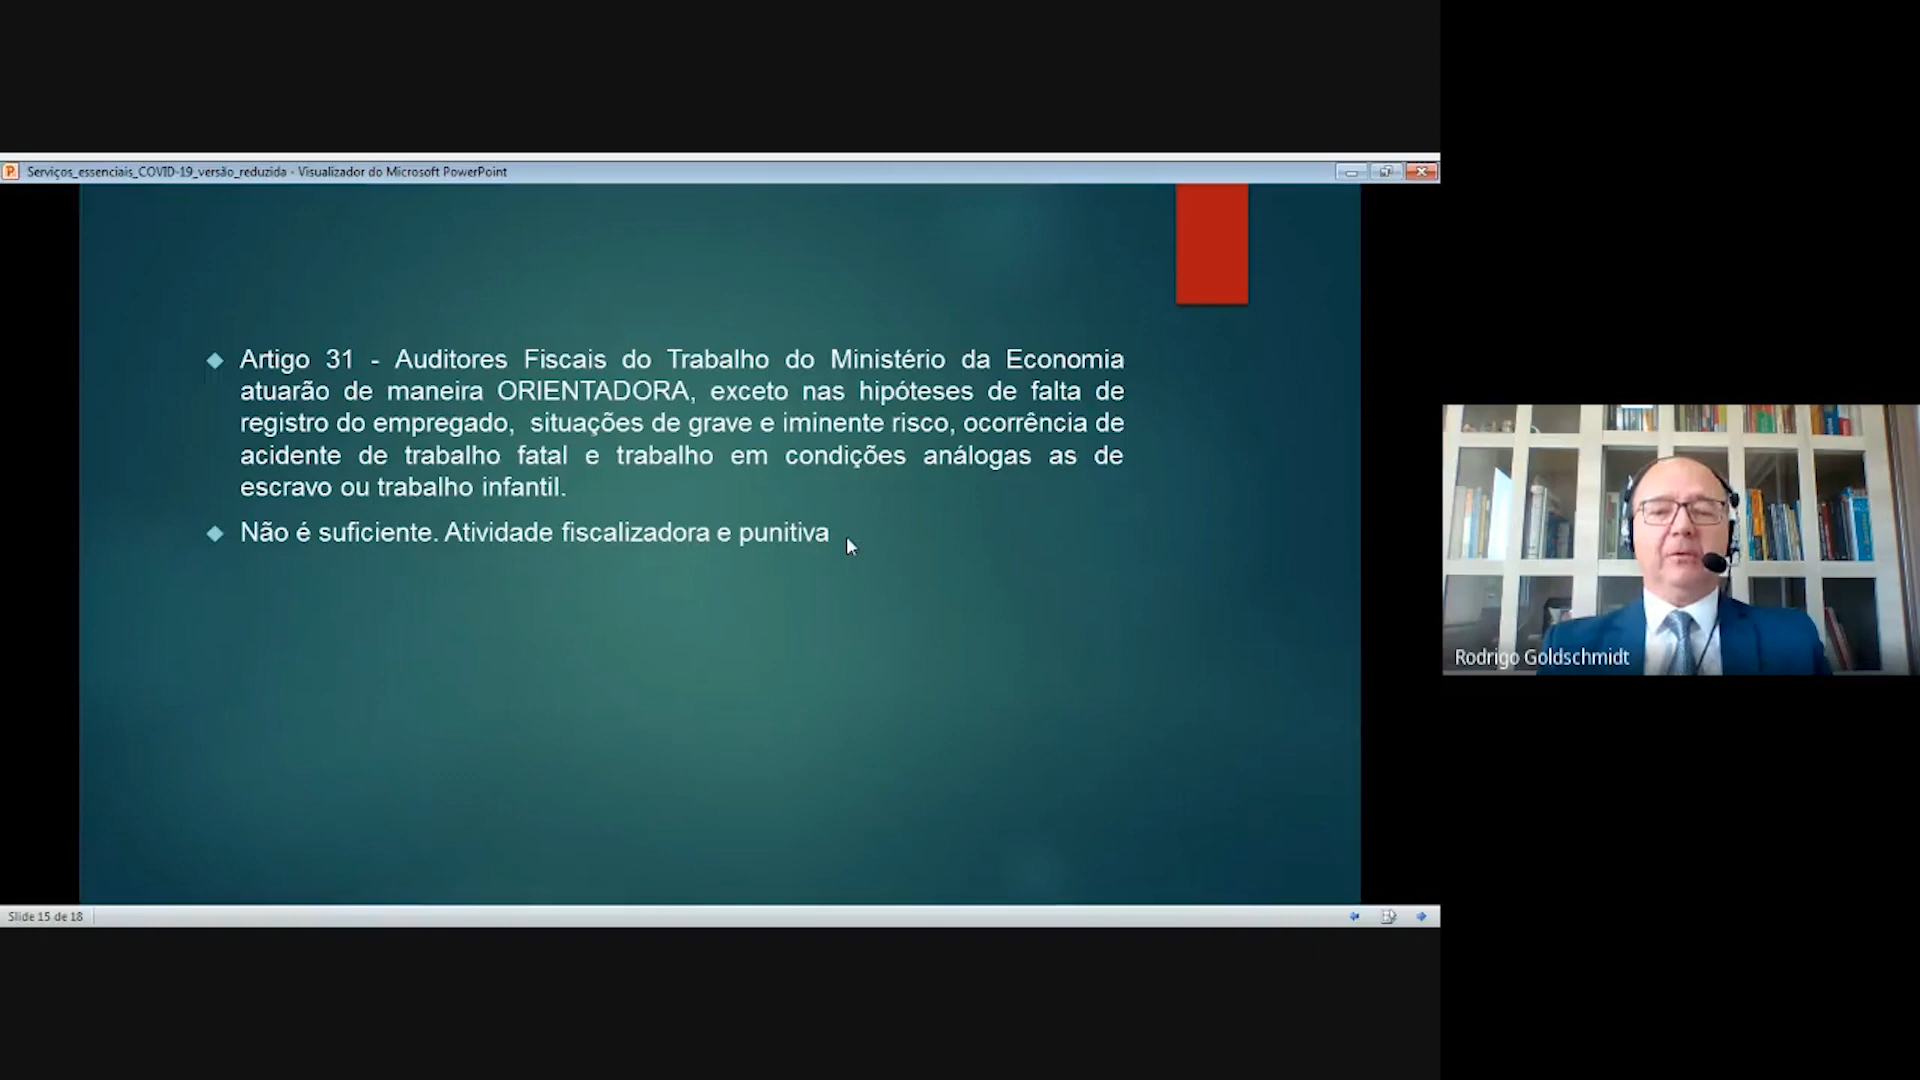 Serviços_essenciais_COVID-19_versão_reduzida - Visualizador do Microsoft PowerPoint
Artigo 31 - Auditores Fiscais do Trabalho do Ministério da Economia
atuarão de maneira ORIENTADORA, exceto nas hipóteses de falta de
registro do empregado, situações de grave e iminente risco, ocorrência de
acidente de trabalho fatal e trabalho em condições análogas as de
escravo ou trabalho infantil.
Não é suficiente. Atividade fiscalizadora e punitiva
Rodrigo Goldschmidt
Slide 15 de 18